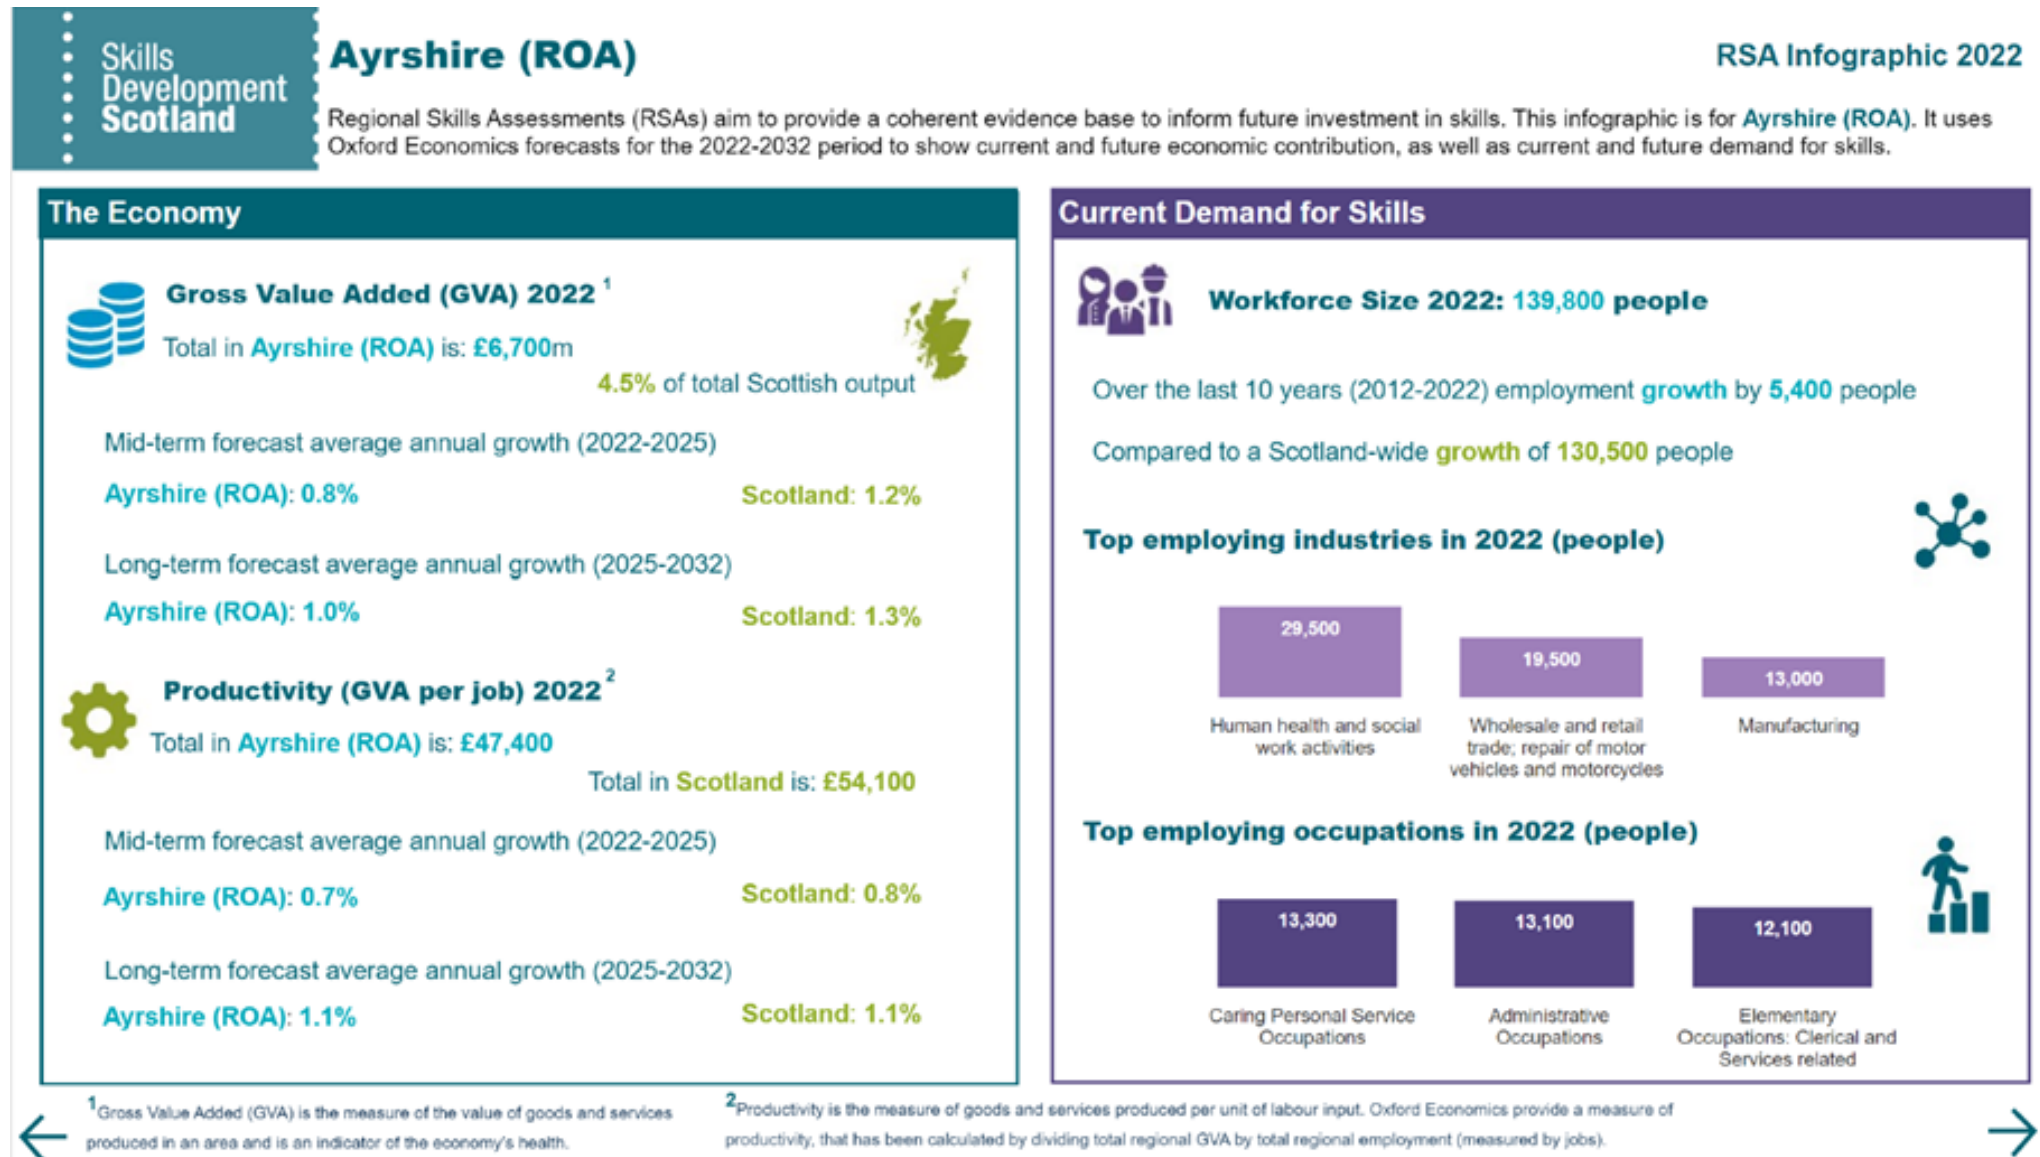 Skills
Development
Scotland
Ayrshire (ROA)
RSA Infographic 2022
Regional Skills Assessments (RSAs) aim to provide a coherent evidence base to inform future investment in skills. This infographic is for Ayrshire (ROA). It uses
Oxford Economics forecasts for the 2022-2032 period to show current and future economic contribution, as well as current and future demand for skills.
The Economy
Gross Value Added (GVA) 2022 1
Total in Ayrshire (ROA) is: £6,700m
4.5% of total Scottish output
Mid-term forecast average annual growth (2022-2025)
Ayrshire (ROA): 0.8%
Scotland: 1.2%
Long-term forecast average annual growth (2025-2032)
Ayrshire (ROA): 1.0%
Scotland: 1.3%
Productivity (GVA per job) 2022 2
Total in Ayrshire (ROA) is: £47,400
Total in Scotland is: £54,100
Mid-term forecast average annual growth (2022-2025)
Ayrshire (ROA): 0.7%
Scotland: 0.8%
Long-term forecast average annual growth (2025-2032)
Ayrshire (ROA): 1.1%
Scotland: 1.1%
Current Demand for Skills
Workforce Size 2022: 139,800 people
Over the last 10 years (2012-2022) employment growth by 5,400 people
Compared to a Scotland-wide growth of 130,500 people
Top employing industries in 2022 (people)
29,500
19,500
13,000
Human health and social
work activities
Wholesale and retail
trade; repair of motor
vehicles and motorcycles
Manufacturing
Top employing occupations in 2022 (people)
13,300
13,100
12,100
Caring Personal Service
Occupations
Administrative
Occupations
Elementary
Occupations: Clerical and
Services related
1 Gross Value Added (GVA) is the measure of the value of goods and services
produced in an area and is an indicator of the economy's health.
2 Productivity is the measure of goods and services produced per unit of labour input. Oxford Economics provide a measure of
productivity, that has been calculated by dividing total regional GVA by total regional employment (measured by jobs).